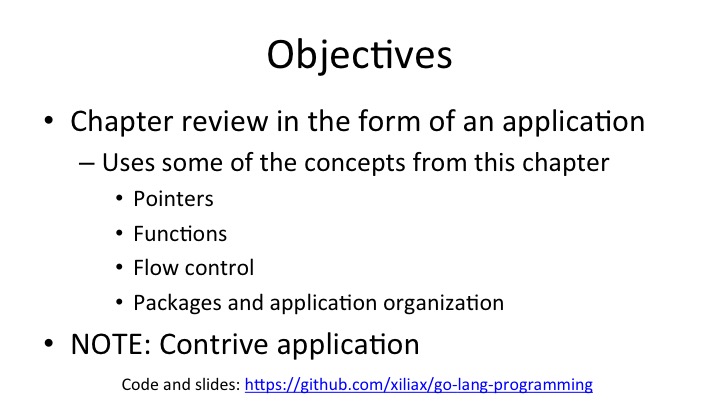 Objectives
• Chapter review in the form of an application
– Uses some of the concepts from this chapter
• Pointers
• Functions
• Flow control
• Packages and application organization
• NOTE: Contrive application
Code and slides: https://github.com/xiliax/go-lang-programming